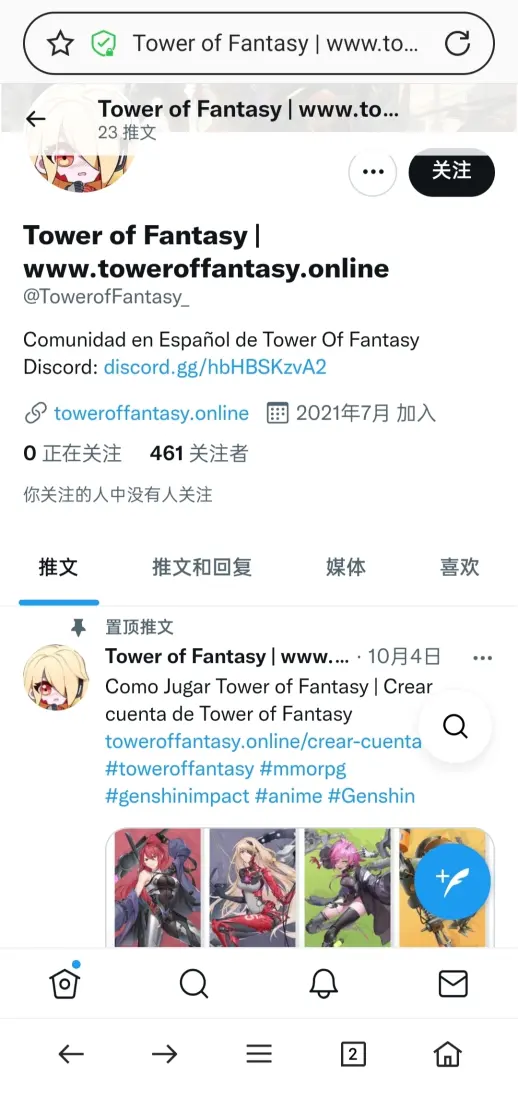 Tower of Fantasy | www.to...
Tower of Fantasy | www.to...
23 推文
关注
Tower of Fantasy |
www.toweroffantasy.online
@TowerofFantasy_
Comunidad en Español de Tower Of Fantasy
Discord: discord.gg/hbHBSKzvA2
toweroffantasy.online 2021年7月 加入
0 正在关注 461 关注者
你关注的人中没有人关注
推文 推文和回复 媒体 喜欢
置顶推文
Tower of Fantasy | www.... · 10月4日
Como Jugar Tower of Fantasy | Crear
cuenta de Tower of Fantasy
toweroffantasy.online/crear-cuenta
#toweroffantasy #mmorpg
#genshinimpact #anime #Genshin
2